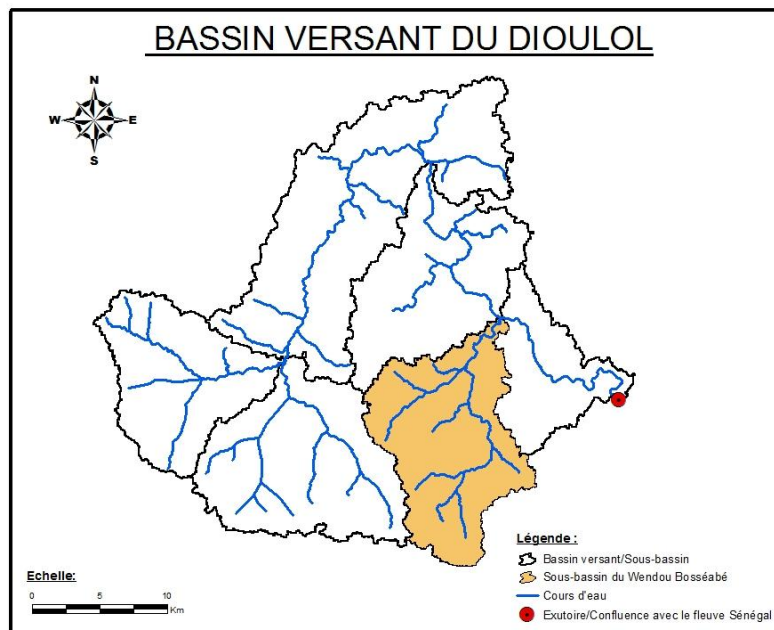 BASSIN VERSANT DU DIOULOL
N
W E
S
Légende :
Bassin versant/Sous-bassin
Sous-bassin du Wendou Bosséabé
Cours d'eau
Exutoire/Confluence avec le fleuve Sénégal
Echelle:
0 5 10
Km